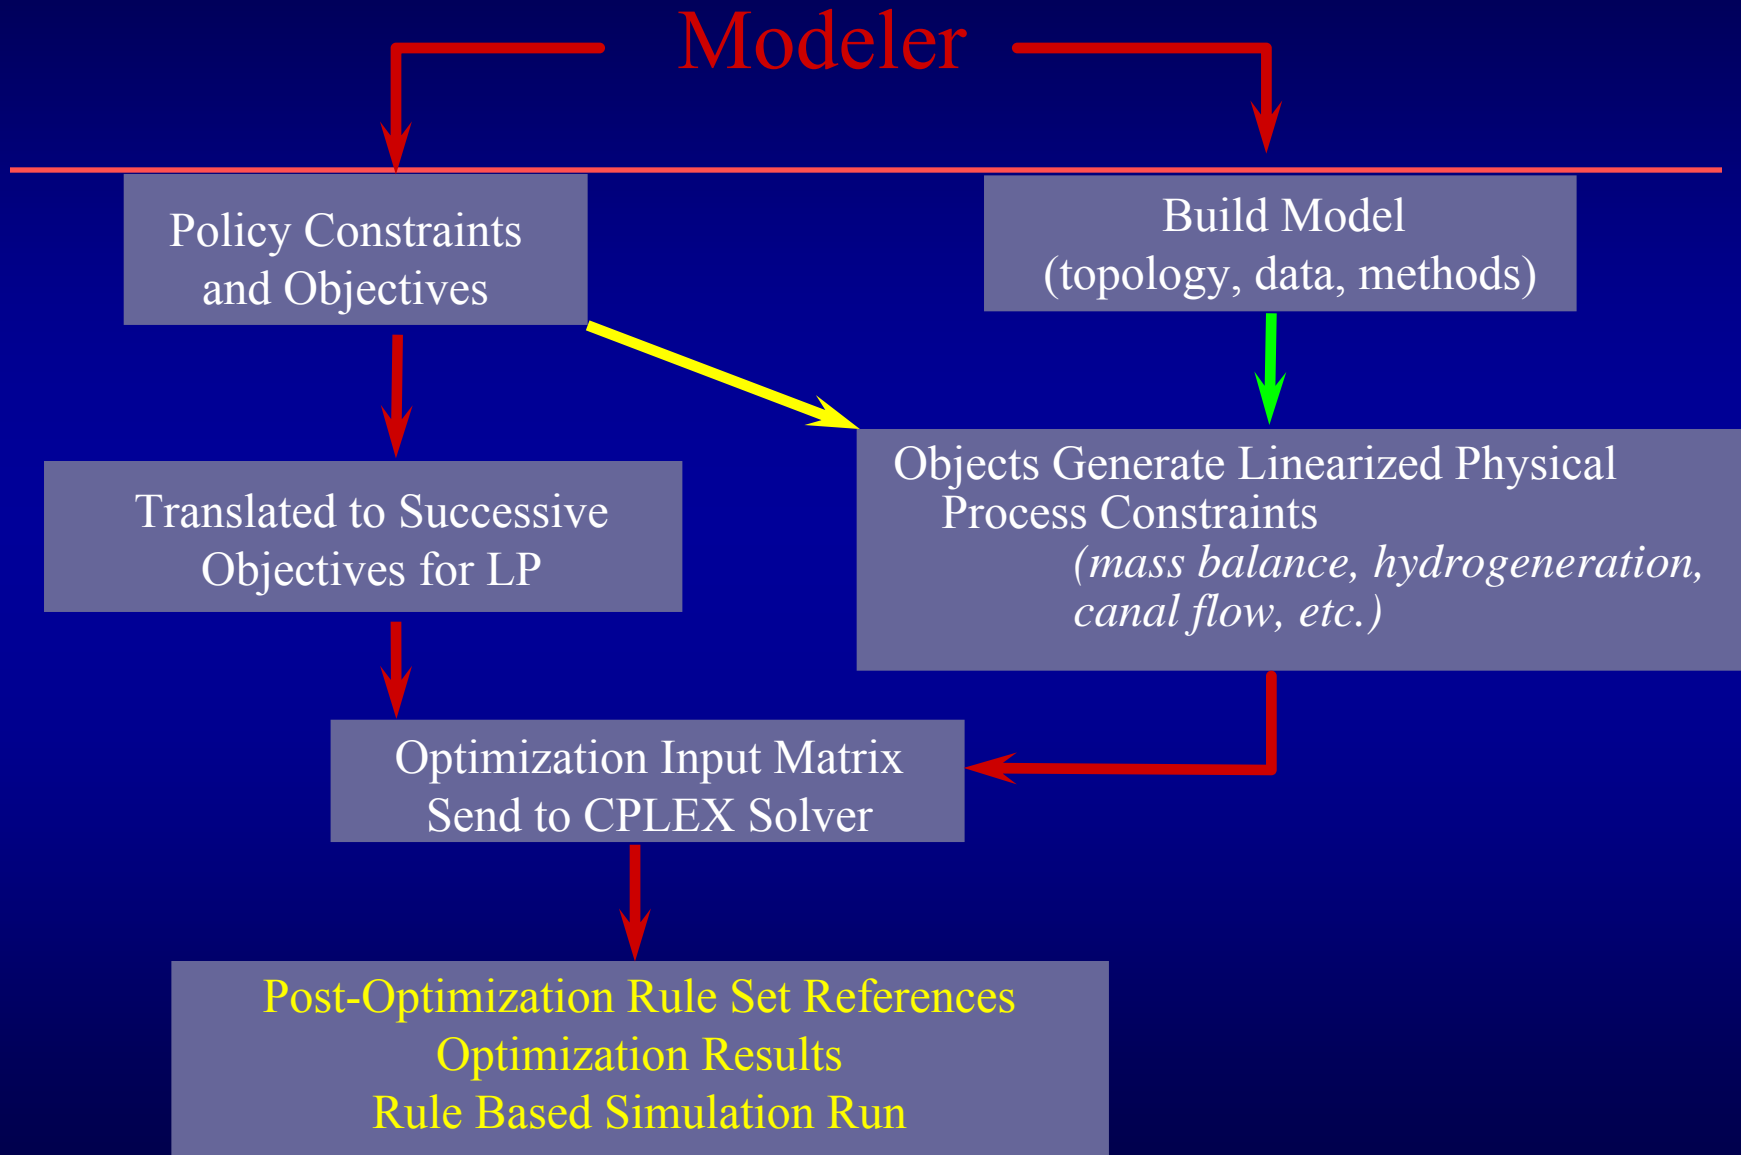 Modeler
Policy Constraints
and Objectives
Build Model
(topology, data, methods)
Translated to Successive
Objectives for LP
Objects Generate Linearized Physical
Process Constraints
(mass balance, hydrogeneration,
canal flow, etc.)
Optimization Input Matrix
Send to CPLEX Solver
Post-Optimization Rule Set References
Optimization Results
Rule Based Simulation Run